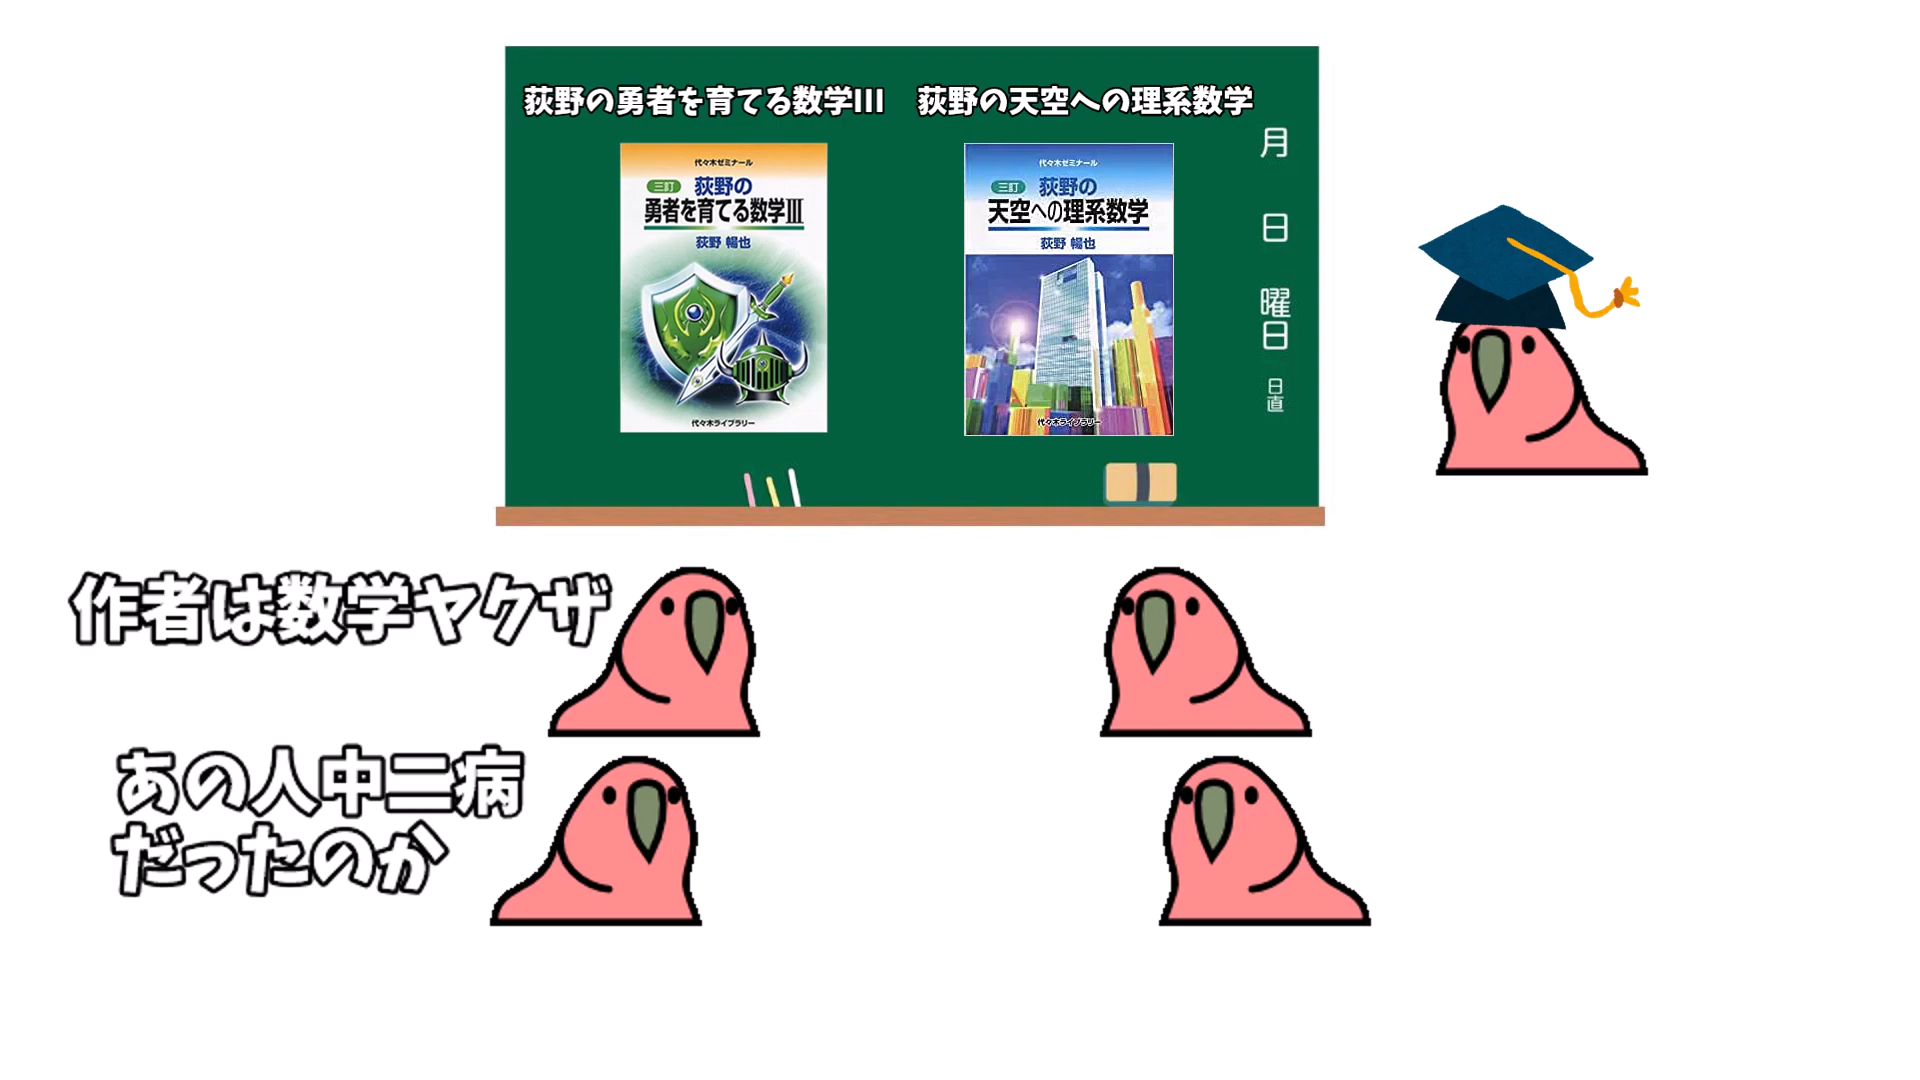 荻野の勇者を育てる数学III
荻野の天空への理系数学
代々木ゼミナール
三訂 荻野の
勇者を育てる数学III
荻野 暢也
代々木ライブラリー
代々木ゼミナール
三訂 荻野の
天空への理系数学
荻野 暢也
代々木ライブラリー
月
日
曜日
日直
作者は数学ヤクザ
あの人中二病
だったのか